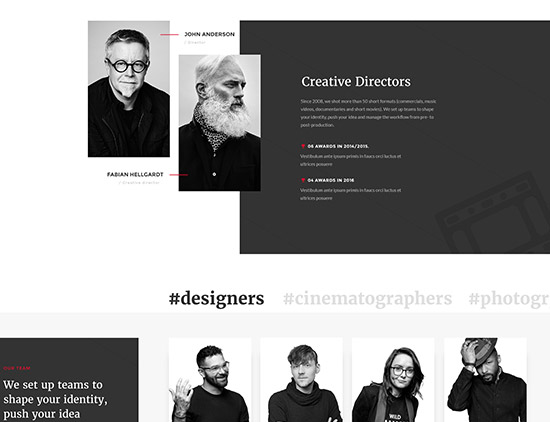 JOHN ANDERSON
/ Director
FABIAN HELLGARDT
/ Creative director
Creative Directors
Since 2008, we shot more than 50 short formats (commercials, music
videos, documentaries and short movies). We set up teams to shape
your identity, push your idea and manage the workflow from pre- to
post-production.
06 AWARDS IN 2014/2015.
Vestibulum ante ipsum primis in faucs orci luctus et
ultrices posuere
04 AWARDS IN 2016
Vestibulum ante ipsum primis in faucs orci luctus et
ultrices posuere
#designers #cinematographers #photogr
OUR TEAM
We set up teams to
shape your identity,
push your idea
WILD